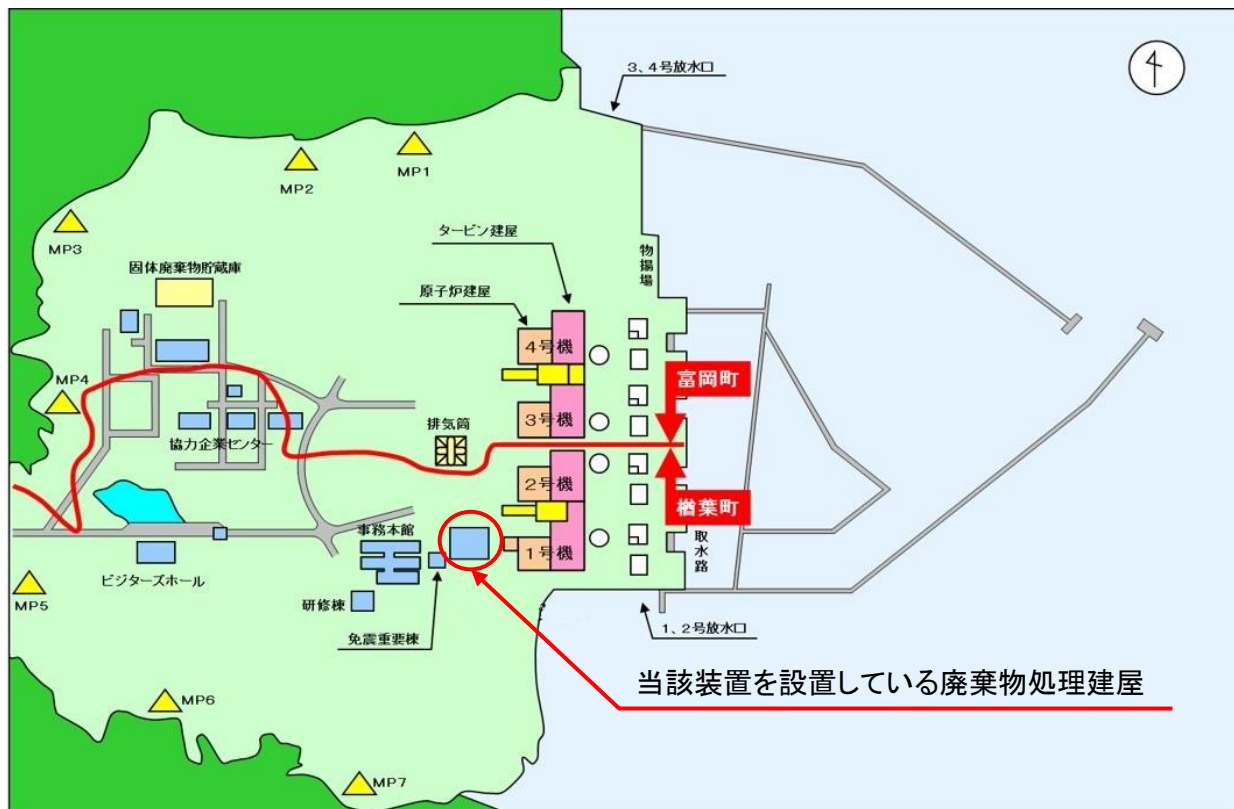 3、4号放水口
MP1
MP2
MP3
タービン建屋
物揚場
固体廃棄物貯蔵庫
原子炉建屋
4号機
MP4
富岡町
3号機
排気筒
協力企業センター
2号機
楢葉町
事務本館
取水路
1号機
ビジターズホール
MP5
研修棟
免震重要棟
1、2号放水口
当該装置を設置している廃棄物処理建屋
MP6
MP7